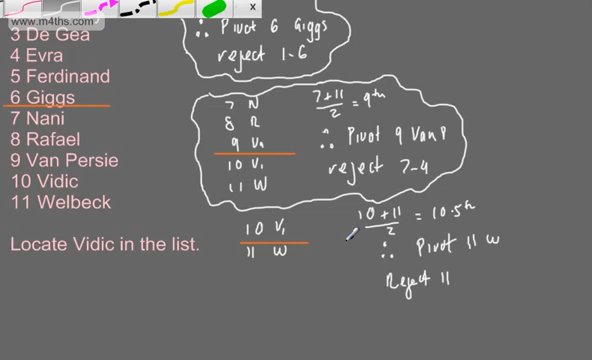 www.m4ths.com
x
3 De Gea
4 Evra
5 Ferdinand
6 Giggs
7 Nani
8 Rafael
9 Van Persie
10 Vidic
11 Welbeck
Locate Vidic in the list.
∴ Pivot 6 Giggs
reject 1-6
7 N
8 R
9 Va
10 Vi
11 W
7+11
2
= 9th
∴ Pivot 9 Van P
reject 7-9
10 Vi
11 W
10+11
2
= 10.5th
∴ Pivot 11 W
Reject 11